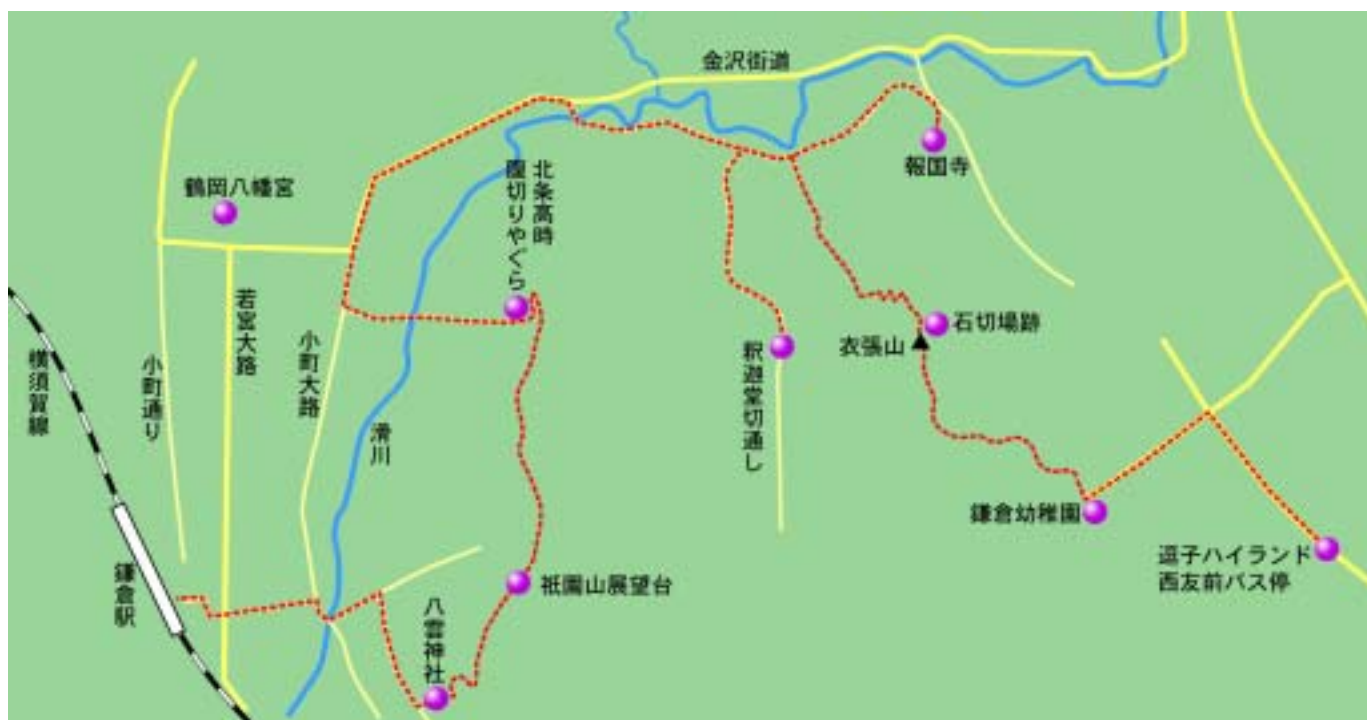 金沢街道
鶴岡八幡宮
北条高時
腹切りやぐら
報国寺
若宮大路
小町大路
小町通り
横須賀線
滑川
石切場跡
衣張山
釈迦堂切通し
鎌倉幼稚園
逗子ハイランド
西友前バス停
鎌倉駅
祇園山展望台
八雲神社